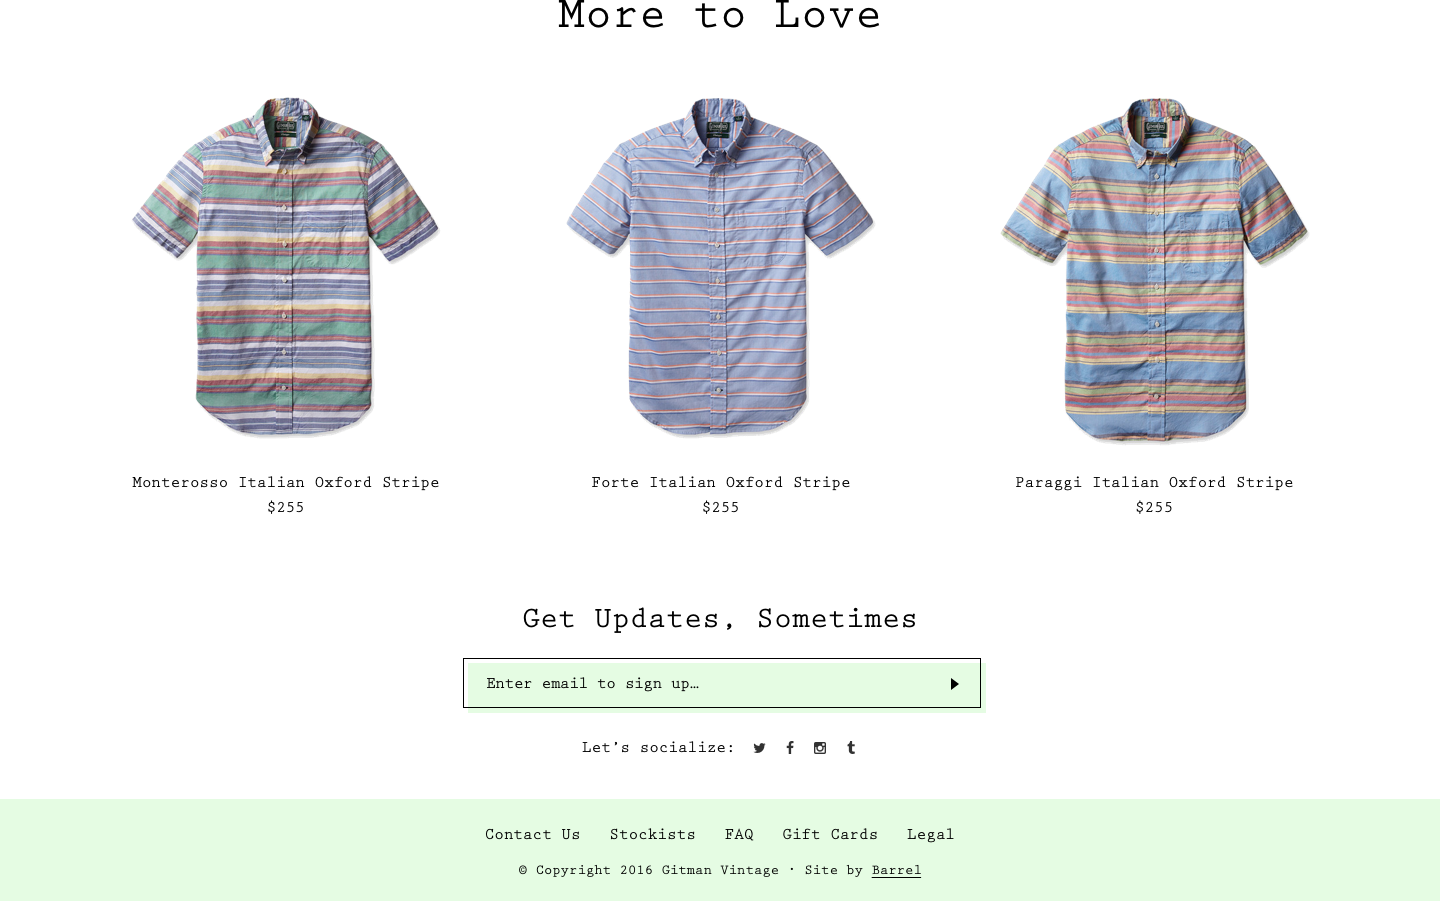 More to Love
Monterosso Italian Oxford Stripe
$255
Forte Italian Oxford Stripe
$255
Paraggi Italian Oxford Stripe
$255
Get Updates, Sometimes
Enter email to sign up…
Let’s socialize:
Contact Us Stockists FAQ Gift Cards Legal
© Copyright 2016 Gitman Vintage · Site by Barrel